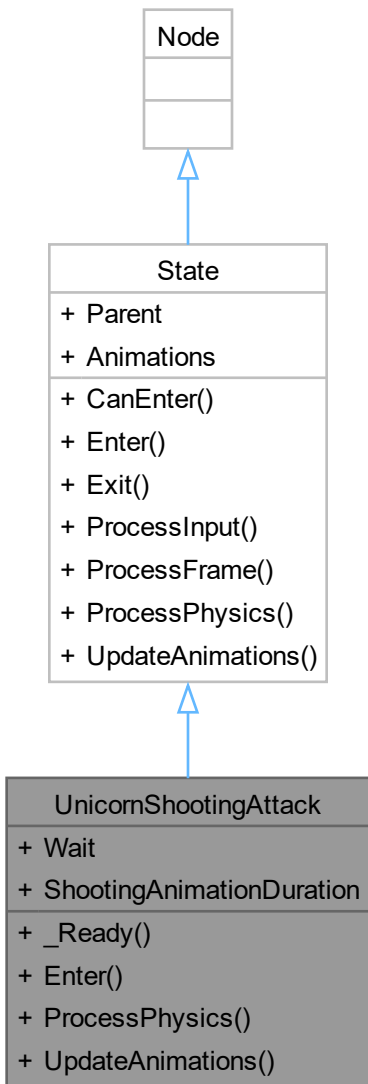 Node
State
+ Parent
+ Animations
+ CanEnter()
+ Enter()
+ Exit()
+ ProcessInput()
+ ProcessFrame()
+ ProcessPhysics()
+ UpdateAnimations()
UnicornShootingAttack
+ Wait
+ ShootingAnimationDuration
+ _Ready()
+ Enter()
+ ProcessPhysics()
+ UpdateAnimations()